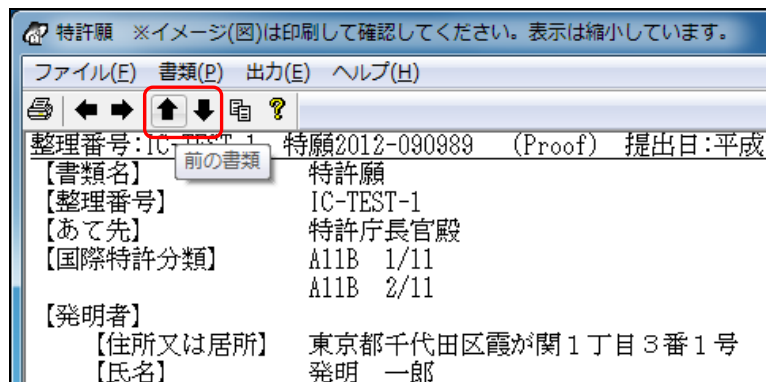 特許願 ※イメージ(図)は印刷して確認してください。表示は縮小しています。
ファイル(F) 書類(P) 出力(E) ヘルプ(H)
整理番号:IC-TEST-1 特願2012-090989 (Proof) 提出日:平成
前の書類
【書類名】 特許願
【整理番号】 IC-TEST-1
【あて先】 特許庁長官殿
【国際特許分類】 A11B 1/11
A11B 2/11
【発明者】
【住所又は居所】 東京都千代田区霞が関1丁目3番1号
【氏名】 発明 一郎